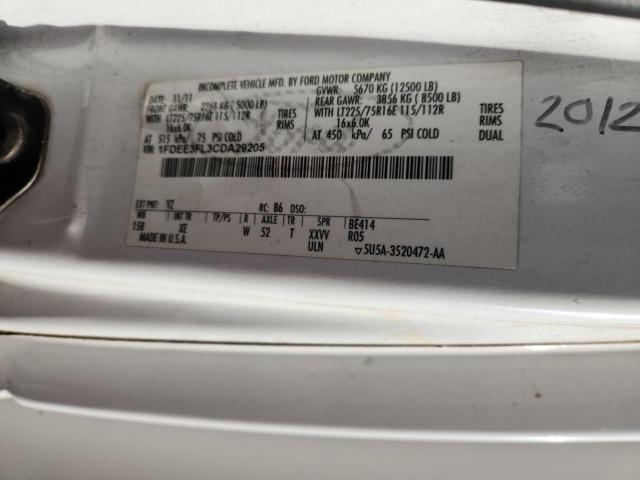 INCOMPLETE VEHICLE MFD. BY FORD MOTOR COMPANY
DATE: 11/11 GVWR: 5670 KG (12500 LB)
FRONT GAWR: 2268 KG (5000 LB) REAR GAWR: 3856 KG (8500 LB)
WITH LT225/75R16E 115/112R TIRES WITH LT225/75R16E 115/112R TIRES
16x6.0K RIMS 16x6.0K RIMS
AT 515 kPa/ 75 PSI COLD AT 450 kPa/ 65 PSI COLD DUAL
VIN: 1FDEE3FL3CDA29205
EXT PNT: YZ RC: 86 DSO:
WB INT TR TP/PS R AXLE TR SPR BE414
158 XE W 52 T XXVV R05
MADE IN U.S.A. ULN ▽5U5A-3520472-AA
2012